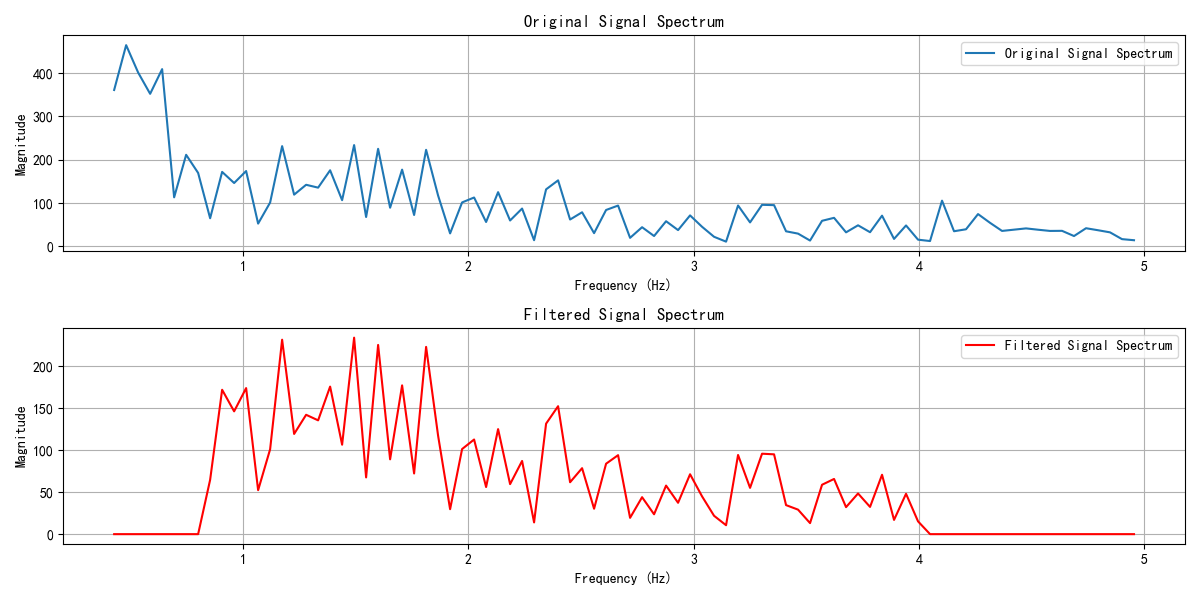 Original Signal Spectrum
Original Signal Spectrum
Magnitude
400
300
200
100
0
1 2 3 4 5
Frequency (Hz)
Filtered Signal Spectrum
Filtered Signal Spectrum
Magnitude
200
150
100
50
0
1 2 3 4 5
Frequency (Hz)